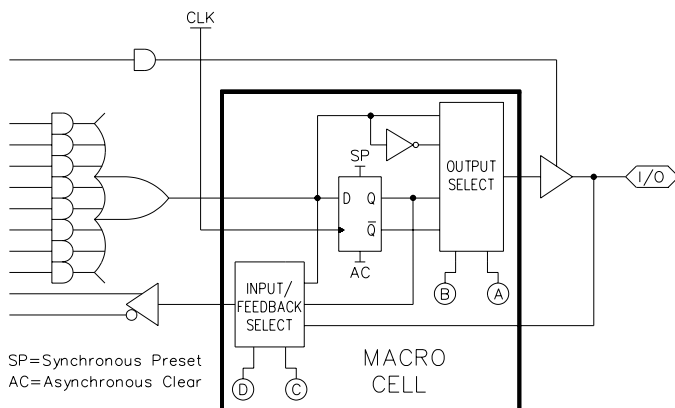 CLK
SP
OUTPUT
SELECT
I/O
D Q
Q̅
AC
B A
INPUT/
FEEDBACK
SELECT
SP=Synchronous Preset
AC=Asynchronous Clear
MACRO
CELL
D C